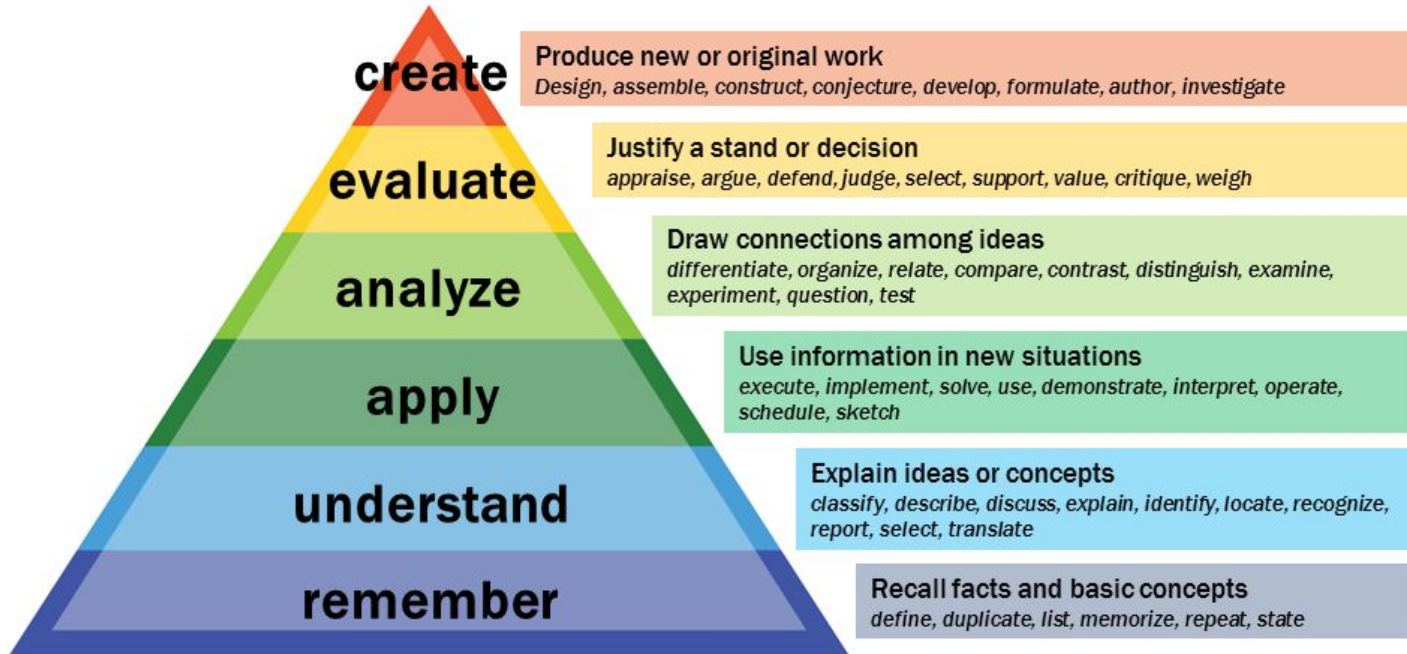 create
Produce new or original work
Design, assemble, construct, conjecture, develop, formulate, author, investigate
evaluate
Justify a stand or decision
appraise, argue, defend, judge, select, support, value, critique, weigh
analyze
Draw connections among ideas
differentiate, organize, relate, compare, contrast, distinguish, examine,
experiment, question, test
apply
Use information in new situations
execute, implement, solve, use, demonstrate, interpret, operate,
schedule, sketch
understand
Explain ideas or concepts
classify, describe, discuss, explain, identify, locate, recognize,
report, select, translate
remember
Recall facts and basic concepts
define, duplicate, list, memorize, repeat, state